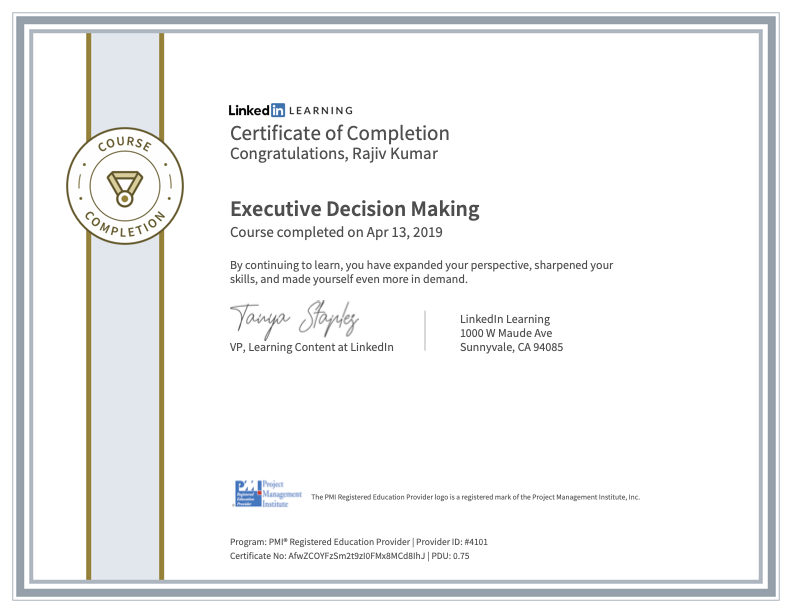 COURSE
COMPLETION
Linked in LEARNING
Certificate of Completion
Congratulations, Rajiv Kumar
Executive Decision Making
Course completed on Apr 13, 2019
By continuing to learn, you have expanded your perspective, sharpened your
skills, and made yourself even more in demand.
Tanya Staples
VP, Learning Content at LinkedIn
LinkedIn Learning
1000 W Maude Ave
Sunnyvale, CA 94085
PMI
Registered
Education
Provider
Project
Management
Institute
The PMI Registered Education Provider logo is a registered mark of the Project Management Institute, Inc.
Program: PMI® Registered Education Provider | Provider ID: #4101
Certificate No: AfwZCOYFzSm2t9zI0FMx8MCd8IhJ | PDU: 0.75